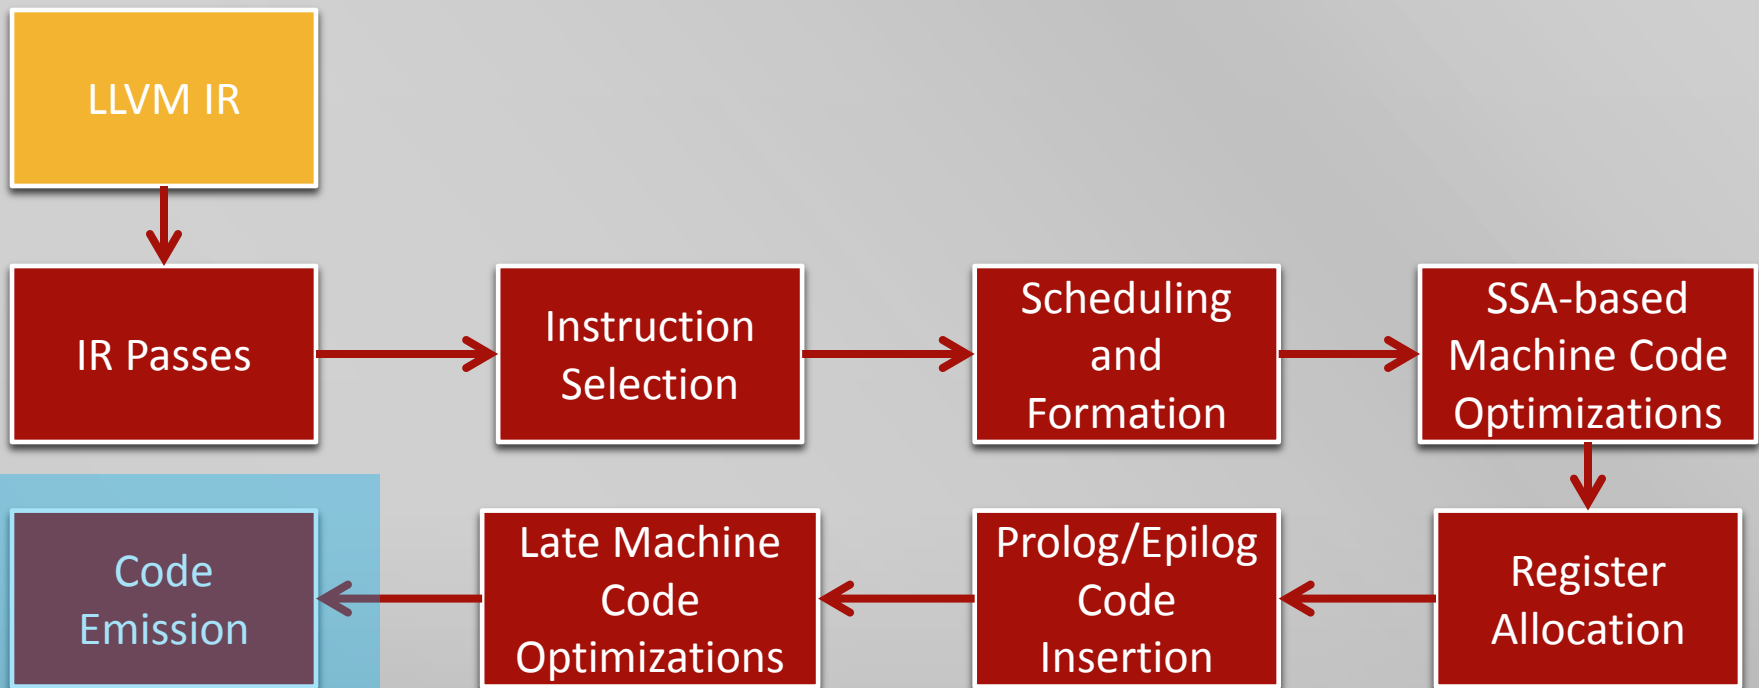 LLVM IR
IR Passes
Instruction
Selection
Scheduling
and
Formation
SSA-based
Machine Code
Optimizations
Code
Emission
Late Machine
Code
Optimizations
Prolog/Epilog
Code
Insertion
Register
Allocation